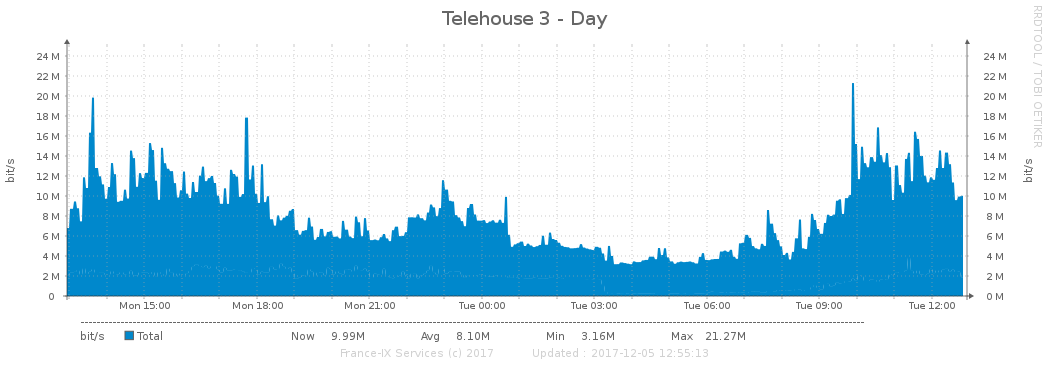 Telehouse 3 - Day
RRDTOOL / TOBI OETIKER
bit/s
24 M 24 M
22 M 22 M
20 M 20 M
18 M 18 M
16 M 16 M
14 M 14 M
12 M 12 M
10 M 10 M
8 M 8 M
6 M 6 M
4 M 4 M
2 M 2 M
0 0 M
bit/s
Mon 15:00 Mon 18:00 Mon 21:00 Tue 00:00 Tue 03:00 Tue 06:00 Tue 09:00 Tue 12:00
bit/s Total Now 9.99M Avg 8.10M Min 3.16M Max 21.27M
France-IX Services (c) 2017 Updated : 2017-12-05 12:55:13